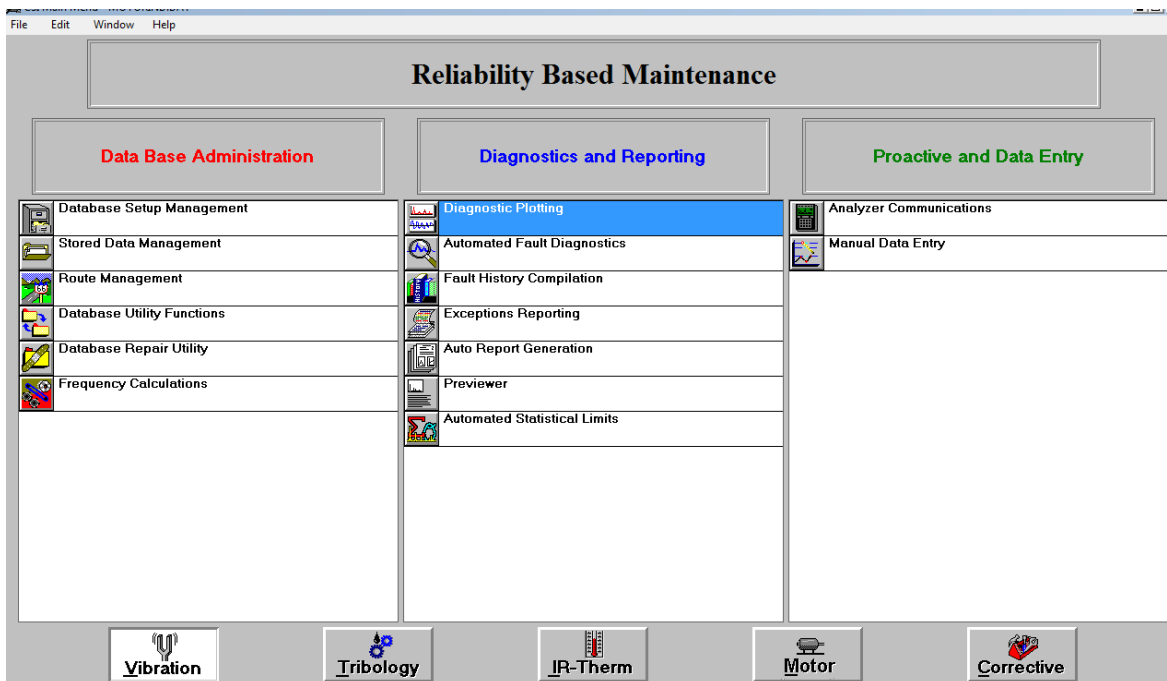 File Edit Window Help
Reliability Based Maintenance
Data Base Administration
Database Setup Management
Stored Data Management
Route Management
Database Utility Functions
Database Repair Utility
Frequency Calculations
Diagnostics and Reporting
Diagnostic Plotting
Automated Fault Diagnostics
Fault History Compilation
Exceptions Reporting
Auto Report Generation
Previewer
Automated Statistical Limits
Proactive and Data Entry
Analyzer Communications
Manual Data Entry
Vibration
Tribology
IR-Therm
Motor
Corrective